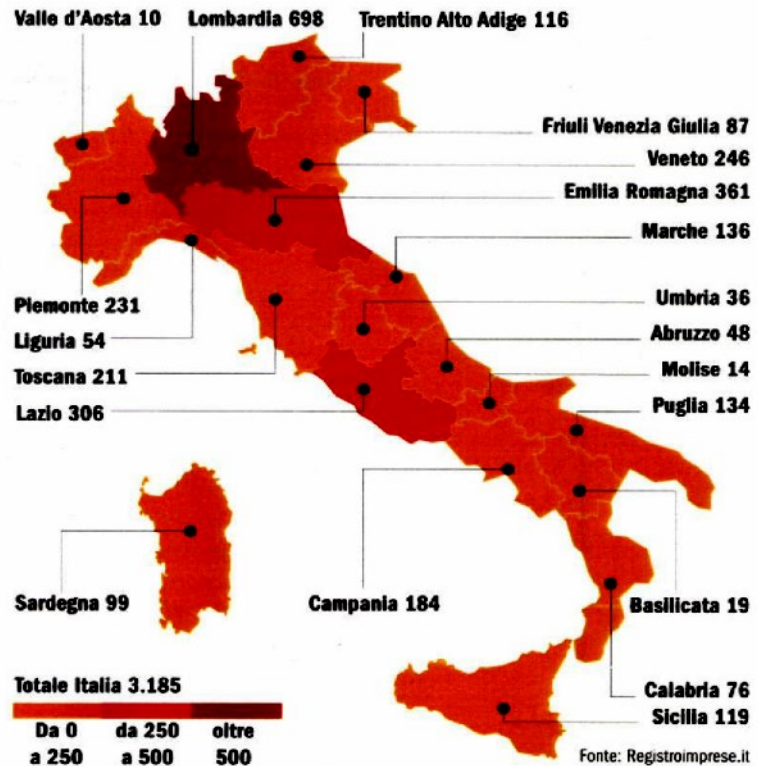 Valle d'Aosta 10
Lombardia 698
Trentino Alto Adige 116
Friuli Venezia Giulia 87
Veneto 246
Emilia Romagna 361
Marche 136
Piemonte 231
Umbria 36
Liguria 54
Abruzzo 48
Toscana 211
Molise 14
Lazio 306
Puglia 134
Sardegna 99
Campania 184
Basilicata 19
Totale Italia 3.185
Calabria 76
Sicilia 119
Da 0
a 250
da 250
a 500
oltre
500
Fonte: Registroimprese.it